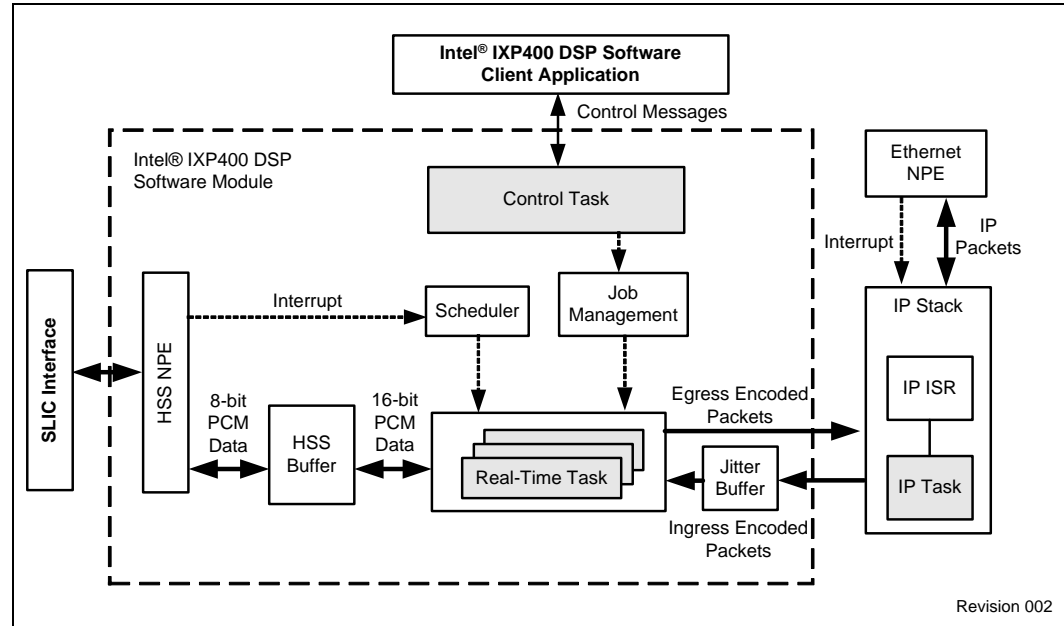 Intel® IXP400 DSP Software
Client Application
Control Messages
Intel® IXP400 DSP
Software Module
Control Task
Ethernet
NPE
Interrupt
IP
Packets
SLIC Interface
HSS NPE
Interrupt
Scheduler
Job
Management
IP Stack
IP ISR
IP Task
8-bit
PCM
Data
HSS
Buffer
16-bit
PCM
Data
Real-Time Task
Egress Encoded
Packets
Jitter
Buffer
Ingress Encoded
Packets
Revision 002